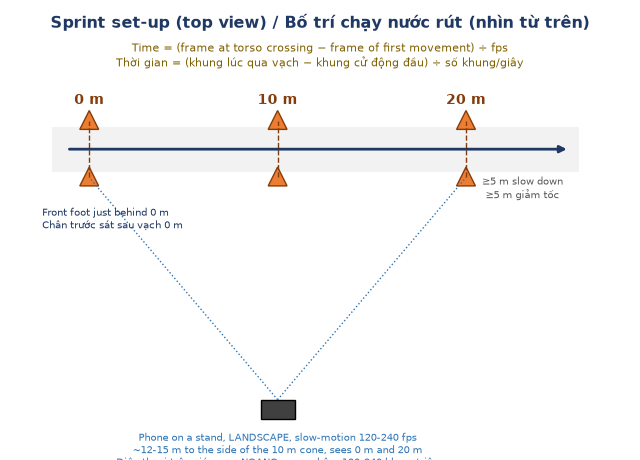 Sprint set-up (top view) / Bố trí chạy nước rút (nhìn từ trên)
Time = (frame at torso crossing − frame of first movement) ÷ fps
Thời gian = (khung lúc qua vạch − khung cử động đầu) ÷ số khung/giây
0 m
10 m
20 m
≥5 m slow down
≥5 m giảm tốc
Front foot just behind 0 m
Chân trước sát sau vạch 0 m
Phone on a stand, LANDSCAPE, slow-motion 120-240 fps
~12-15 m to the side of the 10 m cone, sees 0 m and 20 m